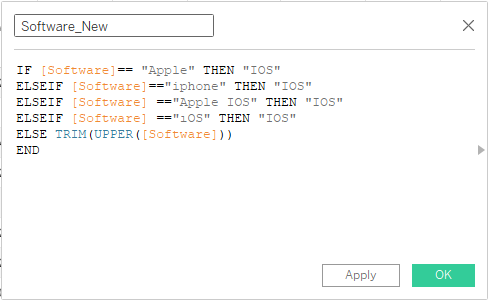 Software_New
IF [Software]== "Apple" THEN "IOS"
ELSEIF [Software]=="iphone" THEN "IOS"
ELSEIF [Software] =="Apple IOS" THEN "IOS"
ELSEIF [Software] =="iOS" THEN "IOS"
ELSE TRIM(UPPER([Software]))
END
Apply
OK